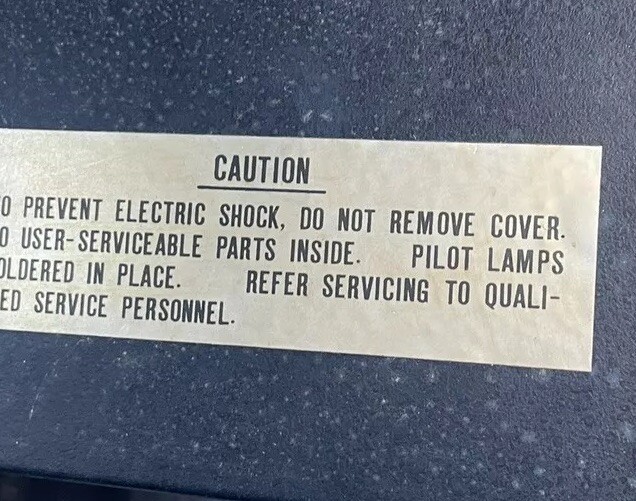 CAUTION
O PREVENT ELECTRIC SHOCK, DO NOT REMOVE COVER.
O USER-SERVICEABLE PARTS INSIDE. PILOT LAMPS
OLDERED IN PLACE. REFER SERVICING TO QUALI-
ED SERVICE PERSONNEL.